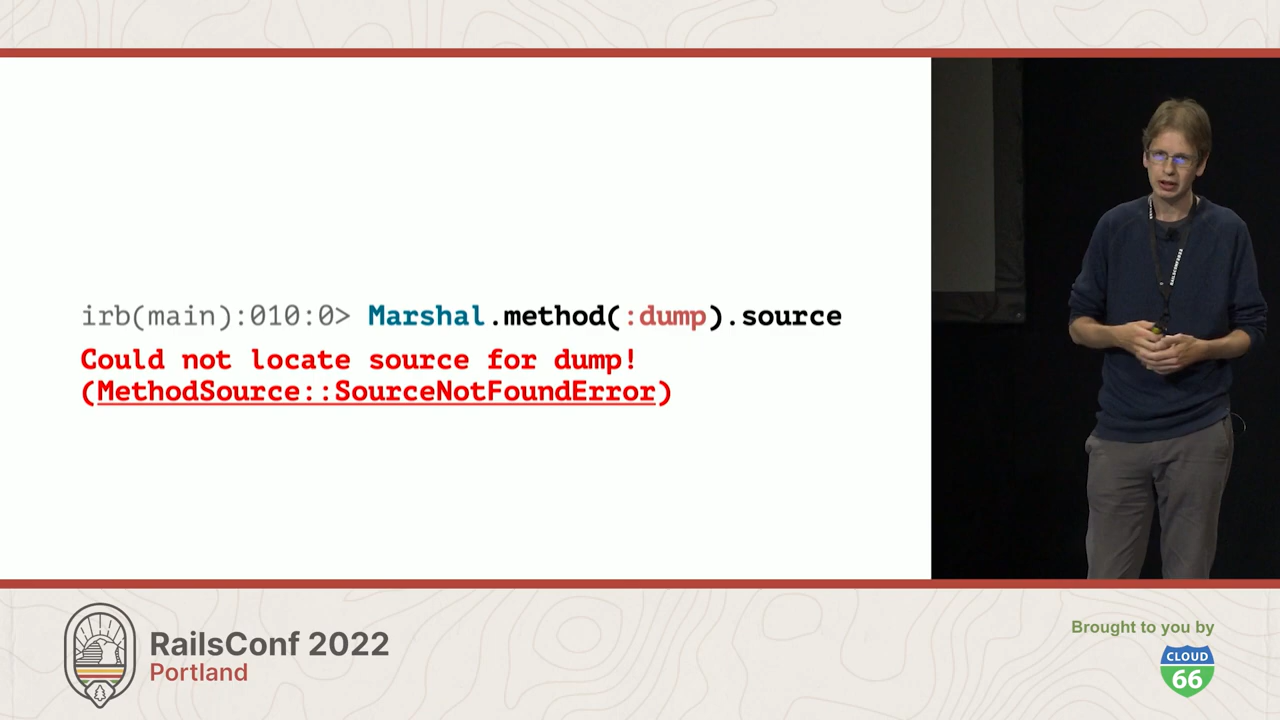 irb(main):010:0> Marshal.method(:dump).source
Could not locate source for dump!
(MethodSource::SourceNotFoundError)
RailsConf 2022
Portland
Brought to you by
CLOUD
66